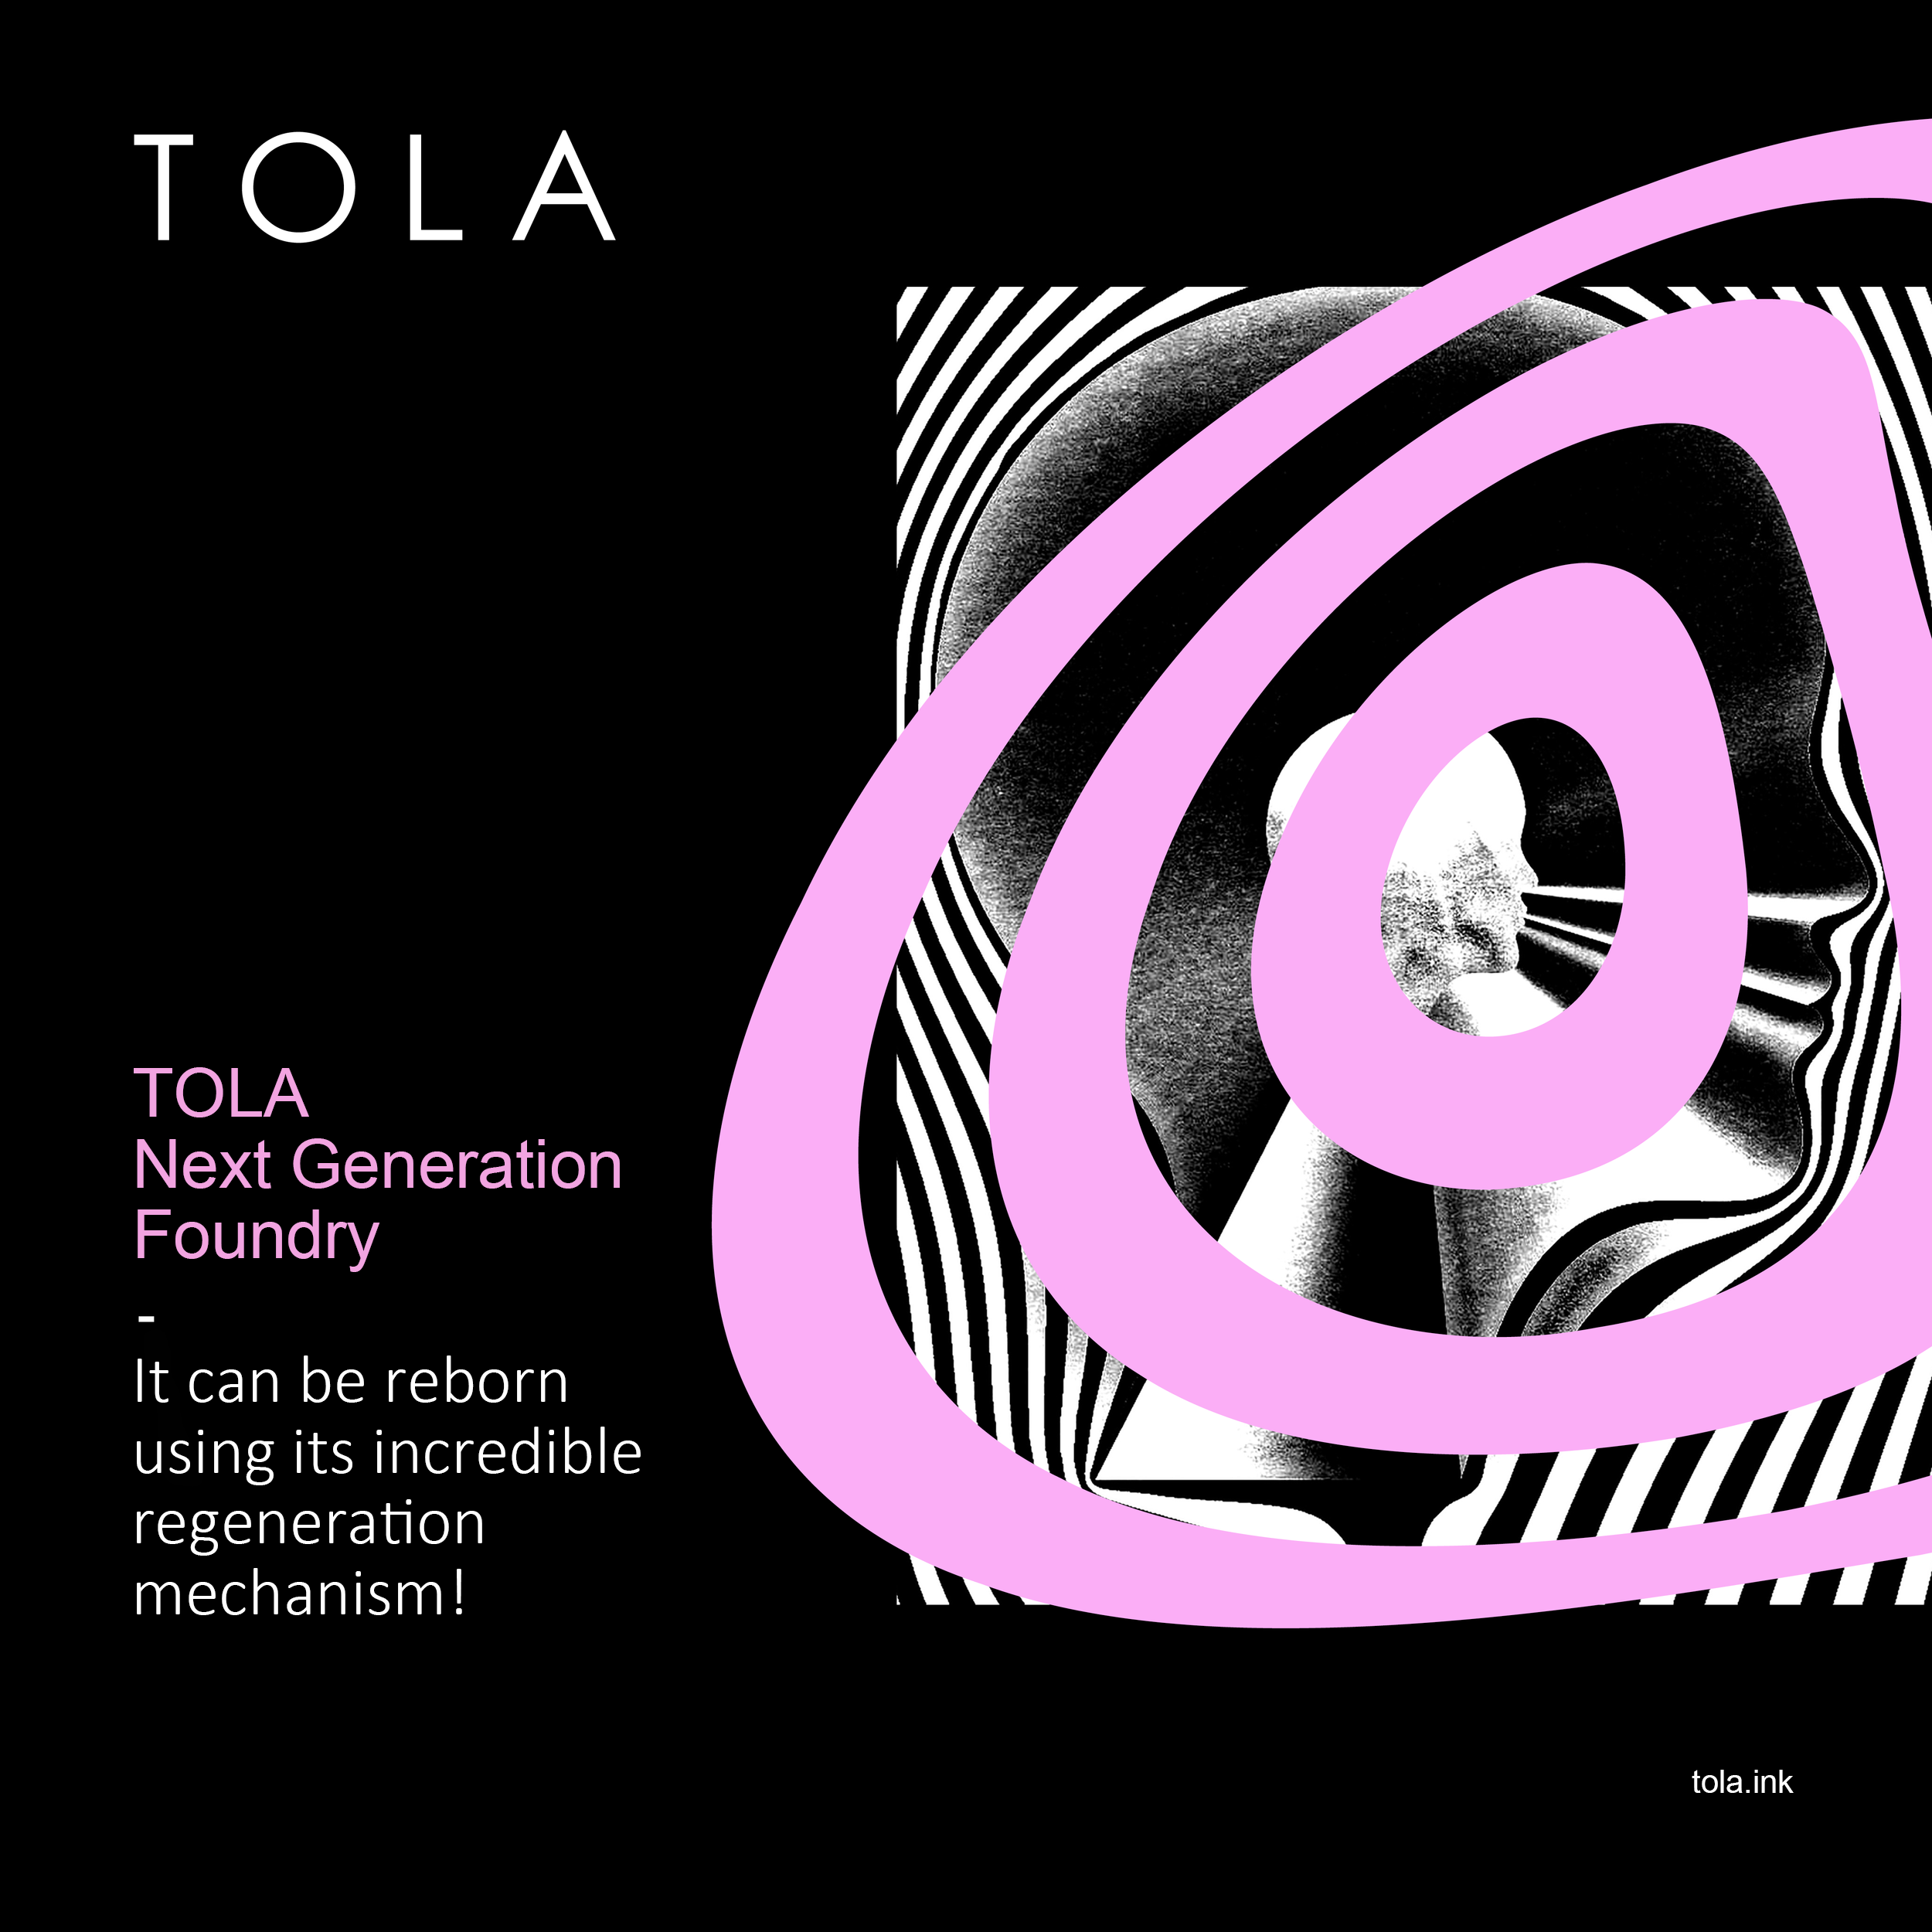 TOLA
TOLA
Next Generation
Foundry
-
It can be reborn
using its incredible
regeneration
mechanism!
tola.ink